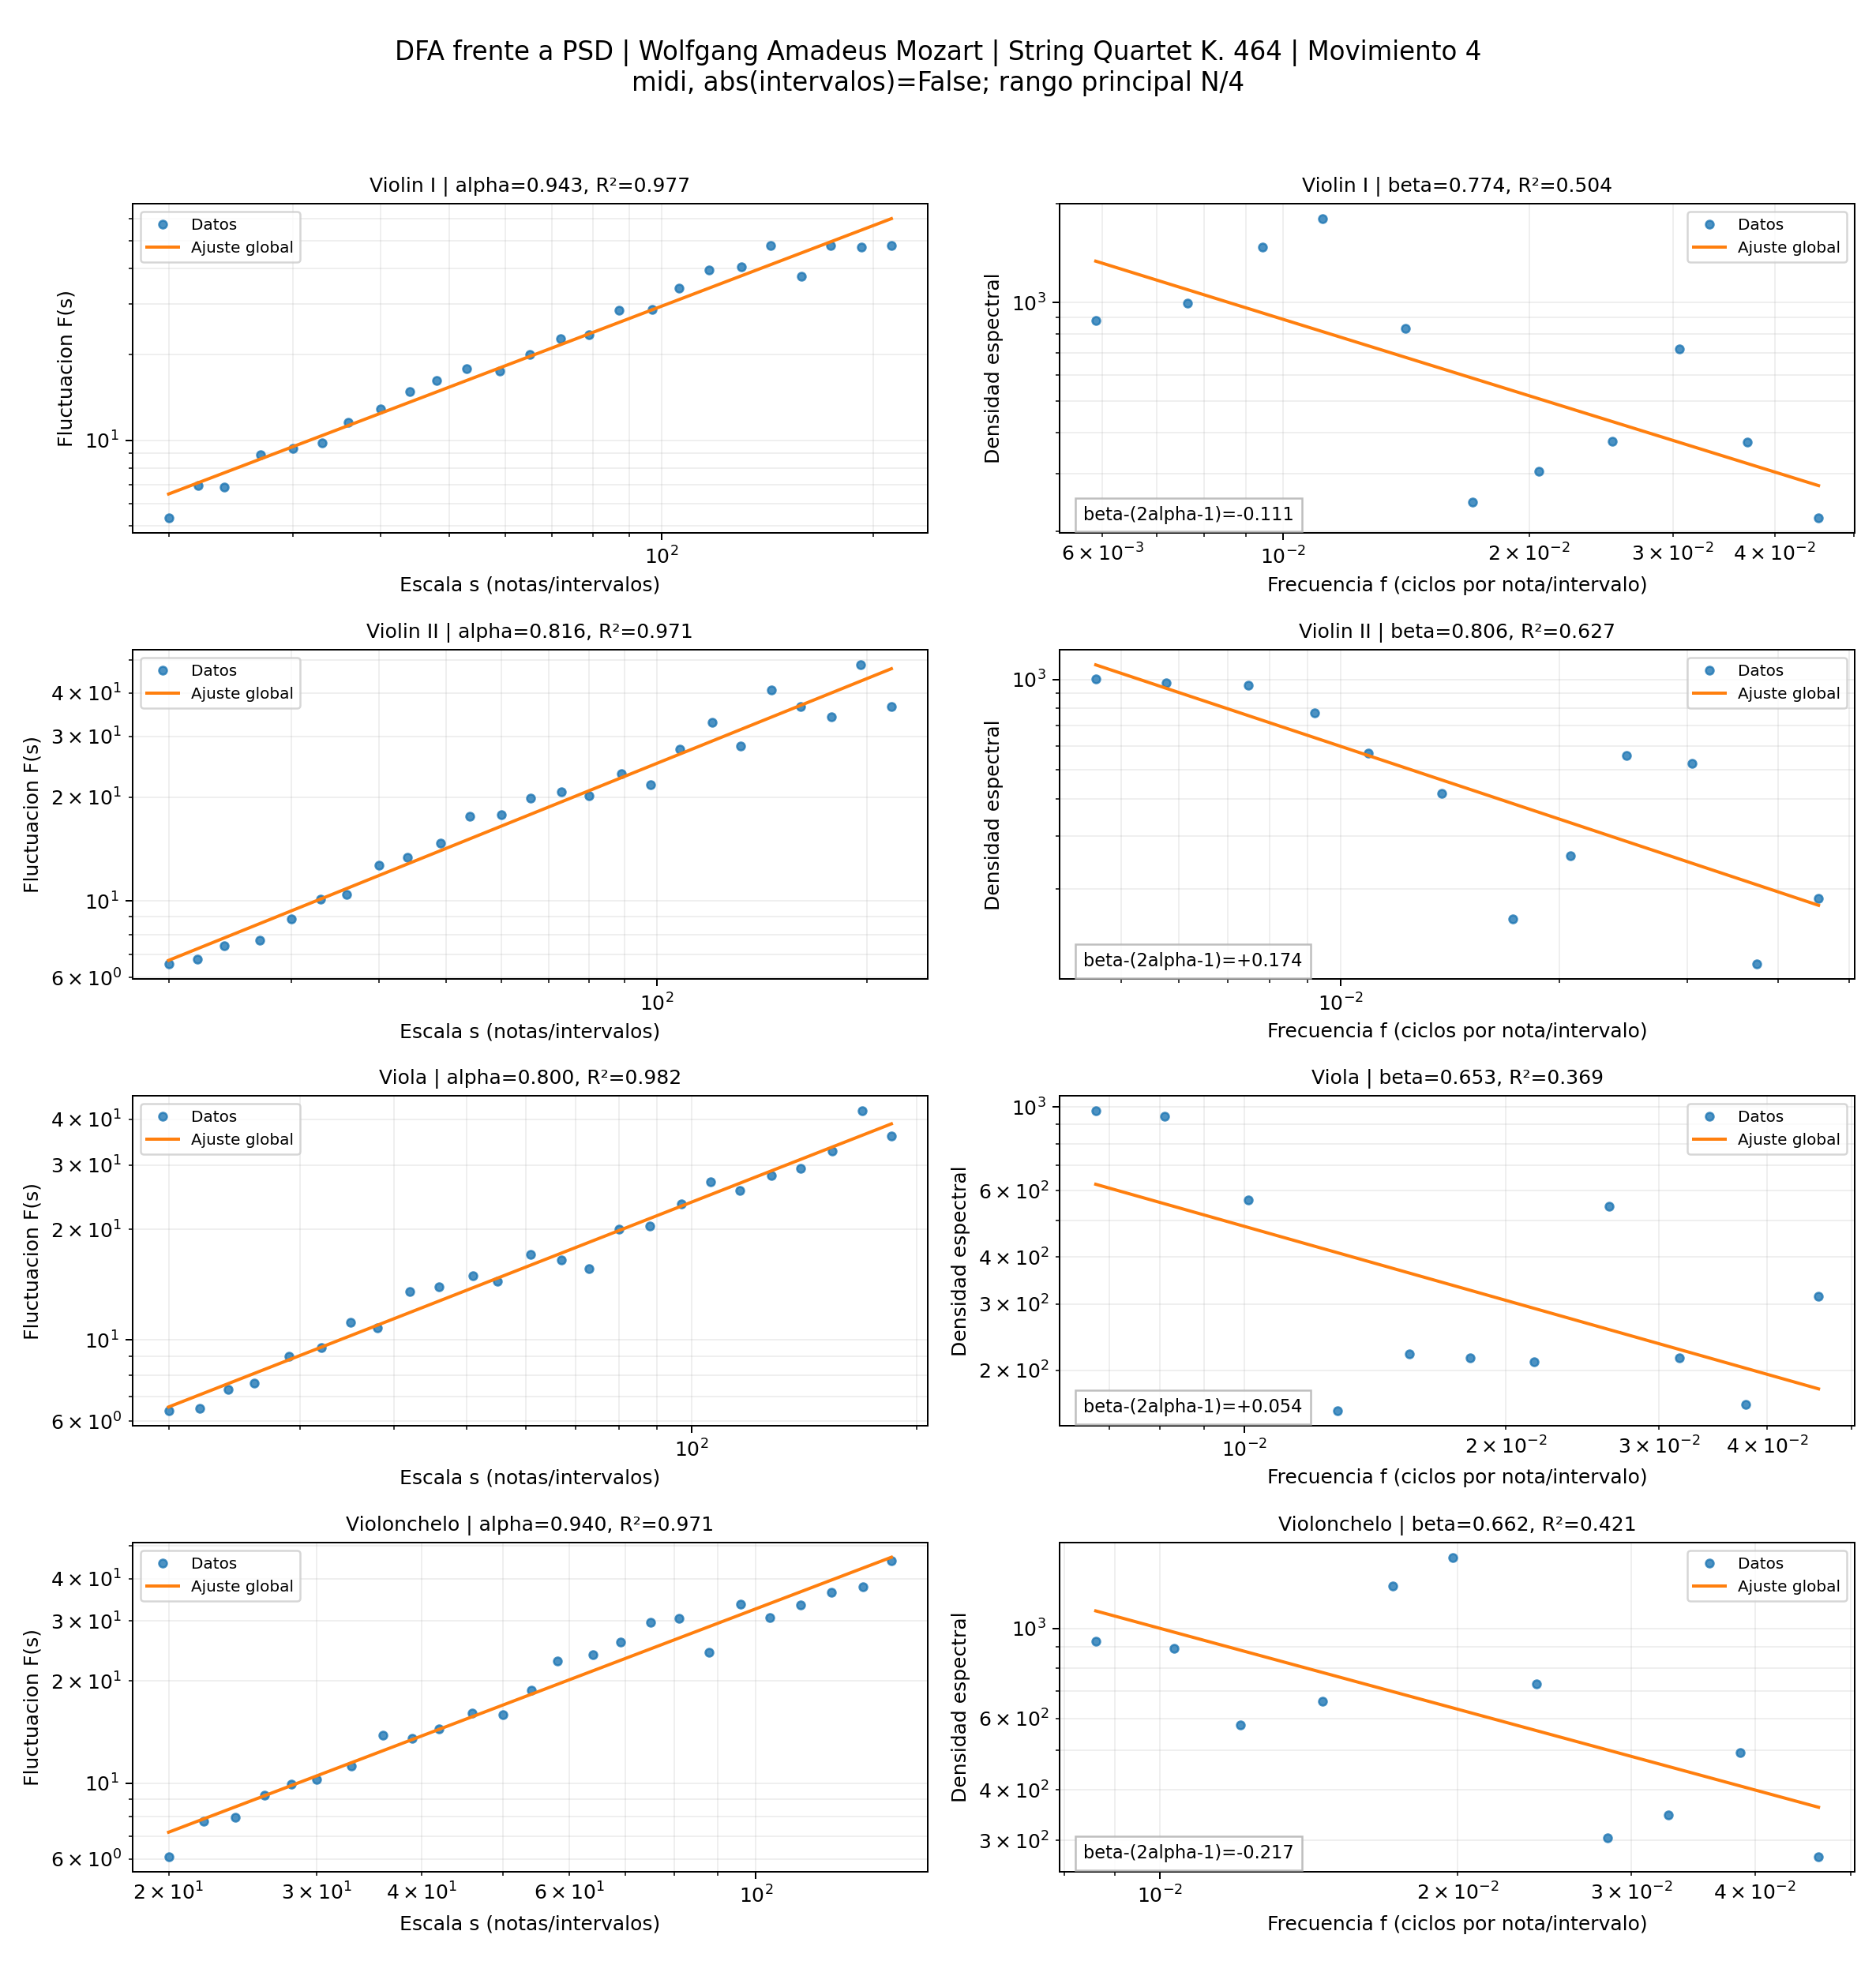 DFA frente a PSD | Wolfgang Amadeus Mozart | String Quartet K. 464 | Movimiento 4
midi, abs(intervalos)=False; rango principal N/4
Violin I | alpha=0.943, R²=0.977
Datos
Ajuste global
Fluctuacion F(s)
10¹
10²
Escala s (notas/intervalos)
Violin I | beta=0.774, R²=0.504
Datos
Ajuste global
Densidad espectral
10³
beta-(2alpha-1)=-0.111
6 × 10⁻³ 10⁻² 2 × 10⁻² 3 × 10⁻² 4 × 10⁻²
Frecuencia f (ciclos por nota/intervalo)
Violin II | alpha=0.816, R²=0.971
Datos
Ajuste global
Fluctuacion F(s)
4 × 10¹
3 × 10¹
2 × 10¹
10¹
6 × 10⁰
10²
Escala s (notas/intervalos)
Violin II | beta=0.806, R²=0.627
Datos
Ajuste global
Densidad espectral
10³
beta-(2alpha-1)=+0.174
10⁻²
Frecuencia f (ciclos por nota/intervalo)
Viola | alpha=0.800, R²=0.982
Datos
Ajuste global
Fluctuacion F(s)
4 × 10¹
3 × 10¹
2 × 10¹
10¹
6 × 10⁰
10²
Escala s (notas/intervalos)
Viola | beta=0.653, R²=0.369
Datos
Ajuste global
Densidad espectral
10³
6 × 10²
4 × 10²
3 × 10²
2 × 10²
beta-(2alpha-1)=+0.054
10⁻² 2 × 10⁻² 3 × 10⁻² 4 × 10⁻²
Frecuencia f (ciclos por nota/intervalo)
Violonchelo | alpha=0.940, R²=0.971
Datos
Ajuste global
Fluctuacion F(s)
4 × 10¹
3 × 10¹
2 × 10¹
10¹
6 × 10⁰
2 × 10¹ 3 × 10¹ 4 × 10¹ 6 × 10¹ 10²
Escala s (notas/intervalos)
Violonchelo | beta=0.662, R²=0.421
Datos
Ajuste global
Densidad espectral
10³
6 × 10²
4 × 10²
3 × 10²
beta-(2alpha-1)=-0.217
10⁻² 2 × 10⁻² 3 × 10⁻² 4 × 10⁻²
Frecuencia f (ciclos por nota/intervalo)